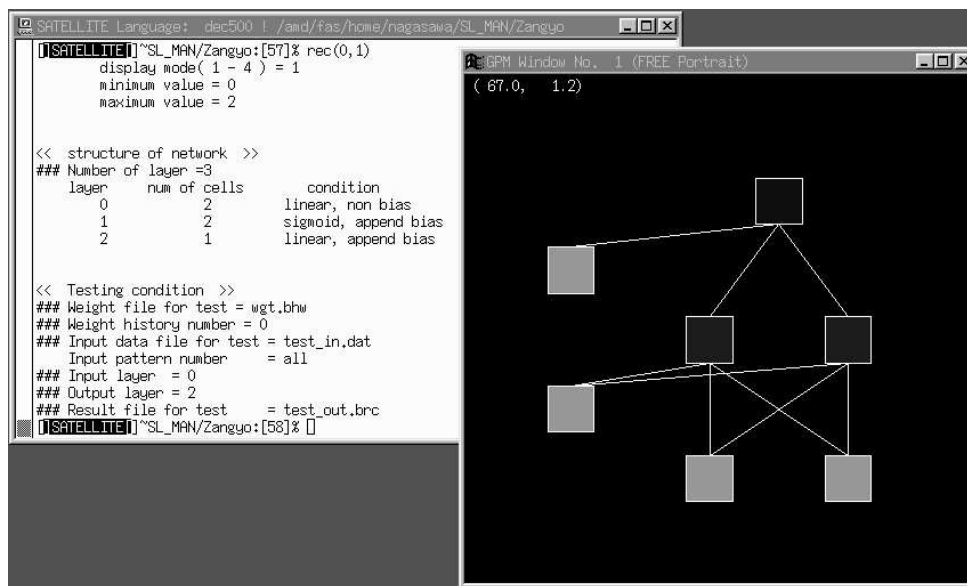 SATELLITE Language: dec500 ! /amd/fas/home/nagasawa/SL_MAN/Zangyo
[SATELLITE]~SL_MAN/Zangyo:[57]% rec(0,1)
display mode( 1 - 4 ) = 1
minimum value = 0
maximum value = 2
<< structure of network >>
### Number of layer =3
layer num of cells condition
0 2 linear, non bias
1 2 sigmoid, append bias
2 1 linear, append bias
<< Testing condition >>
### Weight file for test = wgt.bhw
### Weight history number = 0
### Input data file for test = test_in.dat
Input pattern number = all
### Input layer = 0
### Output layer = 2
### Result file for test = test_out.brc
[SATELLITE]~SL_MAN/Zangyo:[58]%
GPM Window No. 1 (FREE Portrait)
( 67.0, 1.2)